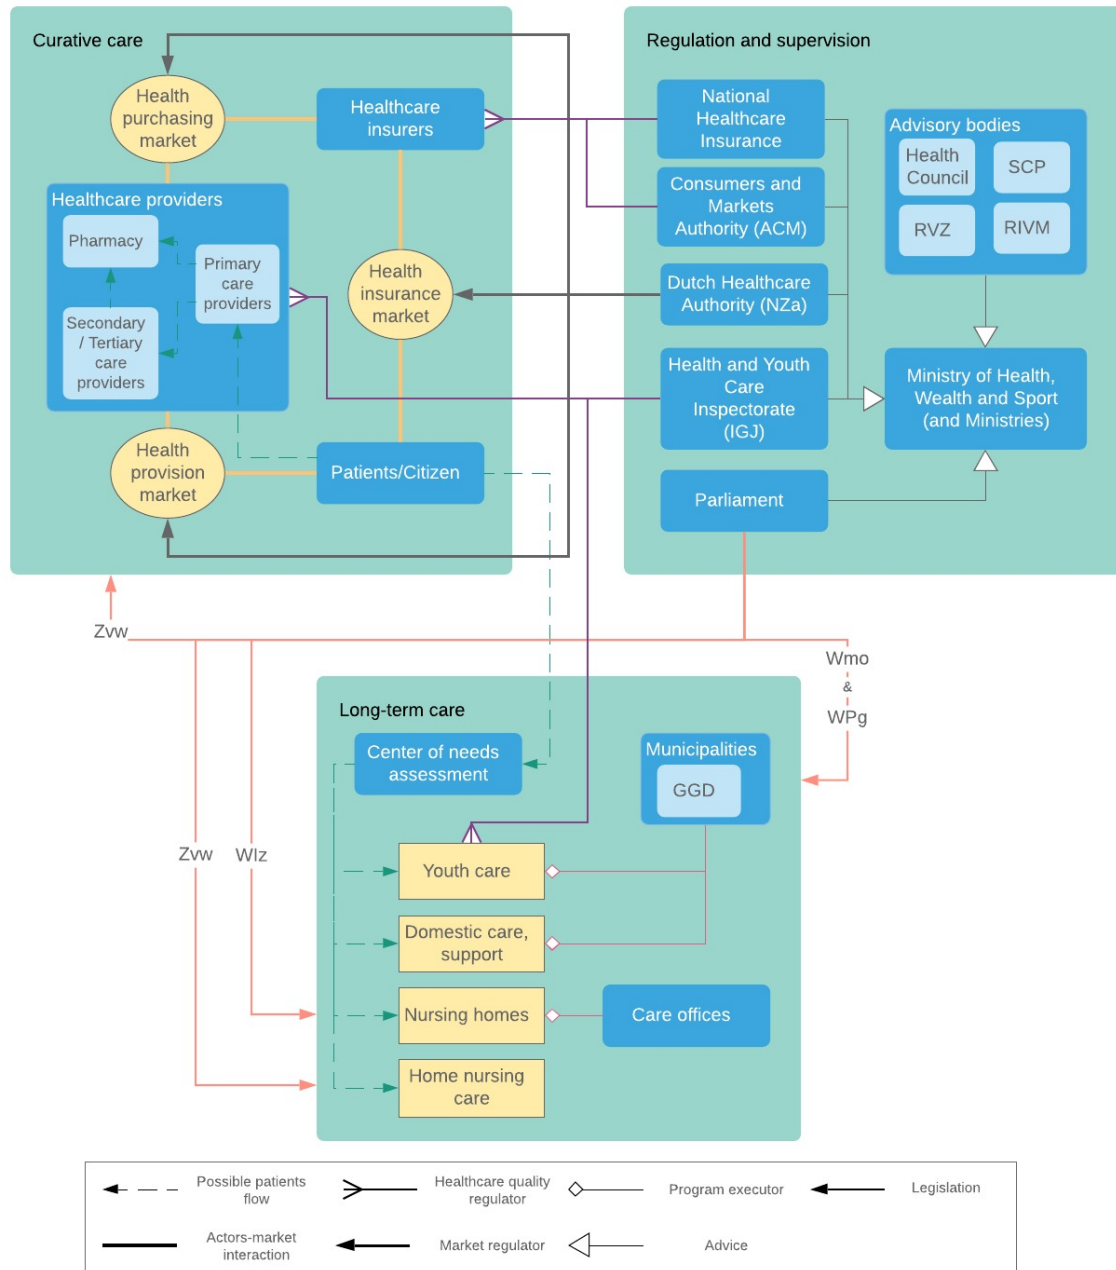 Curative care
Health
purchasing
market
Healthcare
insurers
Healthcare providers
Pharmacy
Primary
care
providers
Secondary
/ Tertiary
care
providers
Health
insurance
market
Health
provision
market
Patients/Citizen
Regulation and supervision
National
Healthcare
Insurance
Consumers and
Markets
Authority (ACM)
Dutch Healthcare
Authority (NZa)
Health and Youth
Care
Inspectorate
(IGJ)
Parliament
Advisory bodies
Health
Council
SCP
RVZ
RIVM
Ministry of Health,
Wealth and Sport
(and Ministries)
Zvw
Wmo
&
WPg
Zvw
Wlz
Long-term care
Center of needs
assessment
Municipalities
GGD
Youth care
Domestic care,
support
Nursing homes
Care offices
Home nursing
care
Possible patients
flow
Healthcare quality
regulator
Program executor
Legislation
Actors-market
interaction
Market regulator
Advice